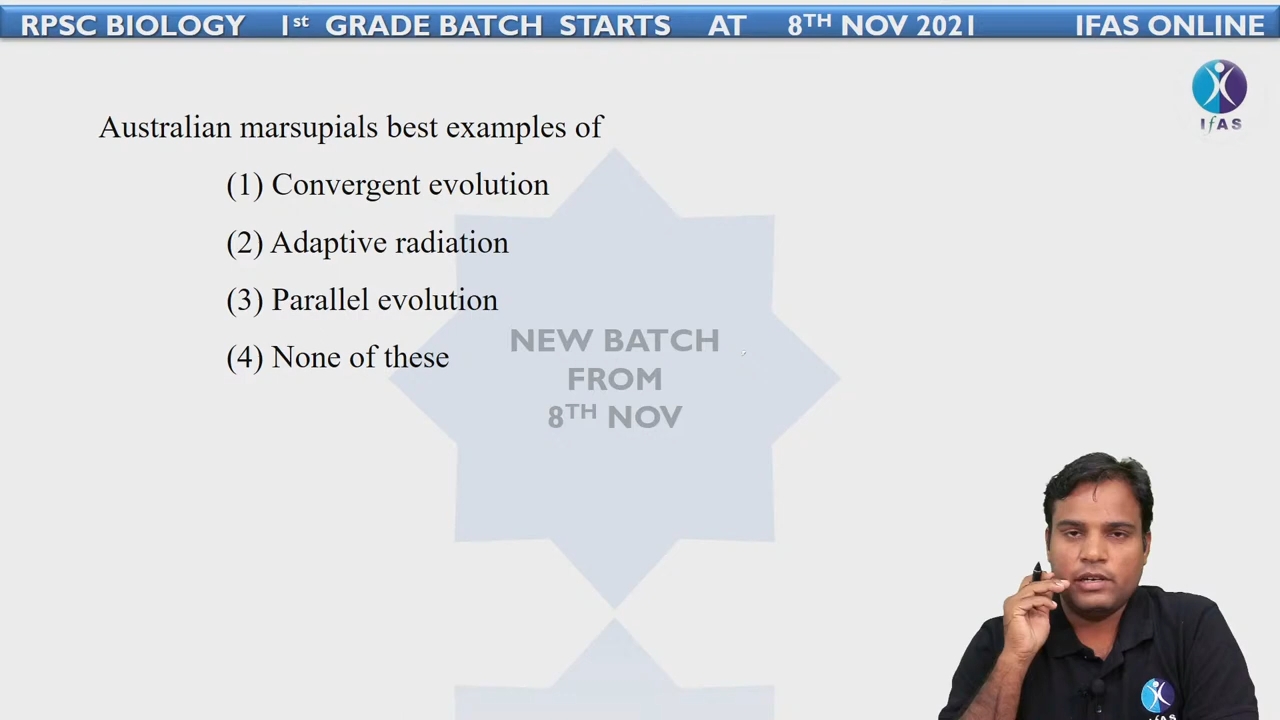 RPSC BIOLOGY 1st GRADE BATCH STARTS AT 8TH NOV 2021 IFAS ONLINE
IfAS
Australian marsupials best examples of
(1) Convergent evolution
(2) Adaptive radiation
(3) Parallel evolution
(4) None of these
NEW BATCH
FROM
8TH NOV